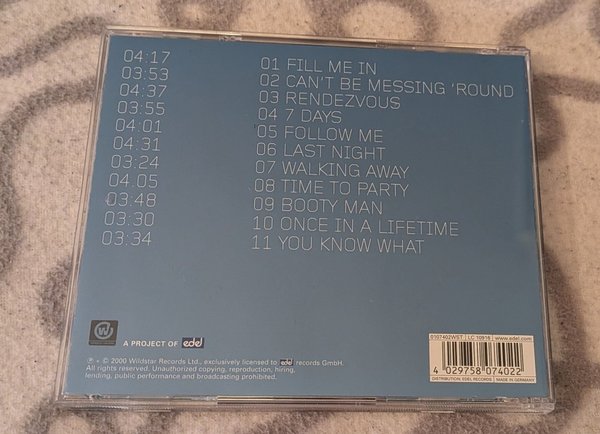 04:17 01 FILL ME IN
03:53 02 CAN'T BE MESSING 'ROUND
04:37 03 RENDEZVOUS
03:55 04 7 DAYS
04:01 05 FOLLOW ME
04:31 06 LAST NIGHT
03:24 07 WALKING AWAY
04.05 08 TIME TO PARTY
03:48 09 BOOTY MAN
03:30 10 ONCE IN A LIFETIME
03:34 11 YOU KNOW WHAT
W
A PROJECT OF edel
℗ + © 2000 Wildstar Records Ltd., exclusively licensed to edel records GmbH.
All rights reserved. Unauthorized copying, reproduction, hiring,
lending, public performance and broadcasting prohibited.
0107402WST LC 10916 www.edel.com
4 029758 074022
DISTRIBUTION: EDEL RECORDS MADE IN GERMANY